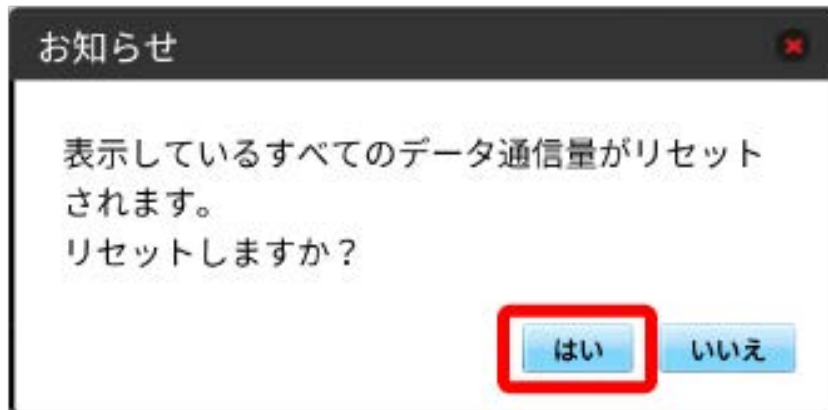 お知らせ
表示しているすべてのデータ通信量がリセット
されます。
リセットしますか？
はい いいえ